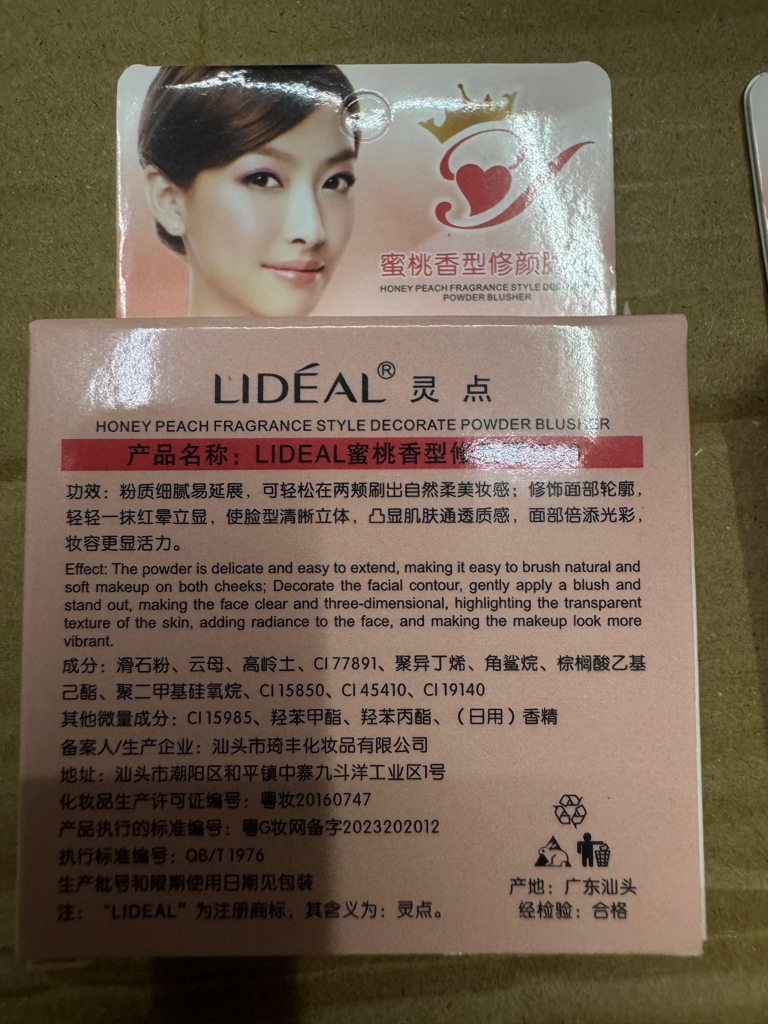 蜜桃香型修颜
HONEY PEACH FRAGRANCE STYLE
POWDER BLUSHER
LIDÉAL® 灵点
HONEY PEACH FRAGRANCE STYLE DECORATE POWDER BLUSHER
产品名称：LIDEAL蜜桃香型修
功效：粉质细腻易延展，可轻松在两颊刷出自然柔美妆感；修饰面部轮廓，
轻轻一抹红晕立显，使脸型清晰立体，凸显肌肤通透质感，面部倍添光彩，
妆容更显活力。
Effect: The powder is delicate and easy to extend, making it easy to brush natural and
soft makeup on both cheeks; Decorate the facial contour, gently apply a blush and
stand out, making the face clear and three-dimensional, highlighting the transparent
texture of the skin, adding radiance to the face, and making the makeup look more
vibrant.
成分：滑石粉、云母、高岭土、CI 77891、聚异丁烯、角鲨烷、棕榈酸乙基
己酯、聚二甲基硅氧烷、CI 15850、CI 45410、CI 19140
其他微量成分：CI 15985、羟苯甲酯、羟苯丙酯、（日用）香精
备案人/生产企业：汕头市琦丰化妆品有限公司
地址：汕头市潮阳区和平镇中寨九斗洋工业区1号
化妆品生产许可证编号：粤妆20160747
产品执行的标准编号：粤G妆网备字2023202012
执行标准编号：QB/T 1976
生产批号和限期使用日期见包装
注：“LIDEAL”为注册商标，其含义为：灵点。
产地：广东汕头
经检验：合格